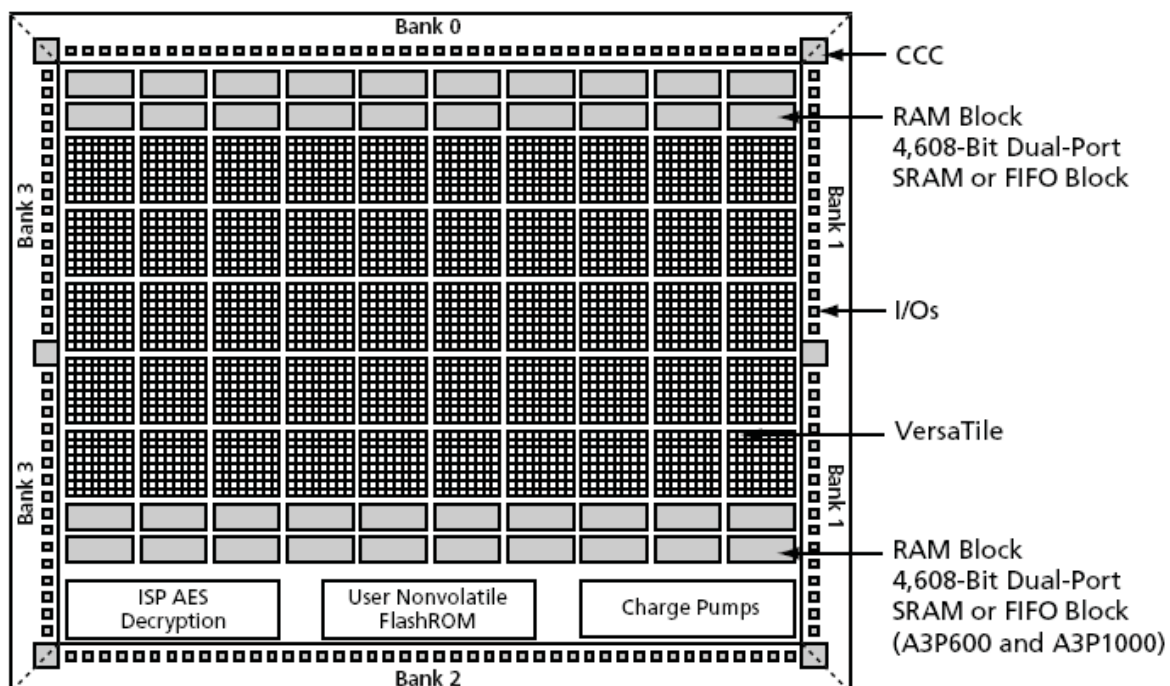 Bank 0
CCC
RAM Block
4,608-Bit Dual-Port
SRAM or FIFO Block
Bank 3
Bank 1
I/Os
VersaTile
Bank 3
Bank 1
RAM Block
4,608-Bit Dual-Port
SRAM or FIFO Block
(A3P600 and A3P1000)
ISP AES
Decryption
User Nonvolatile
FlashROM
Charge Pumps
Bank 2